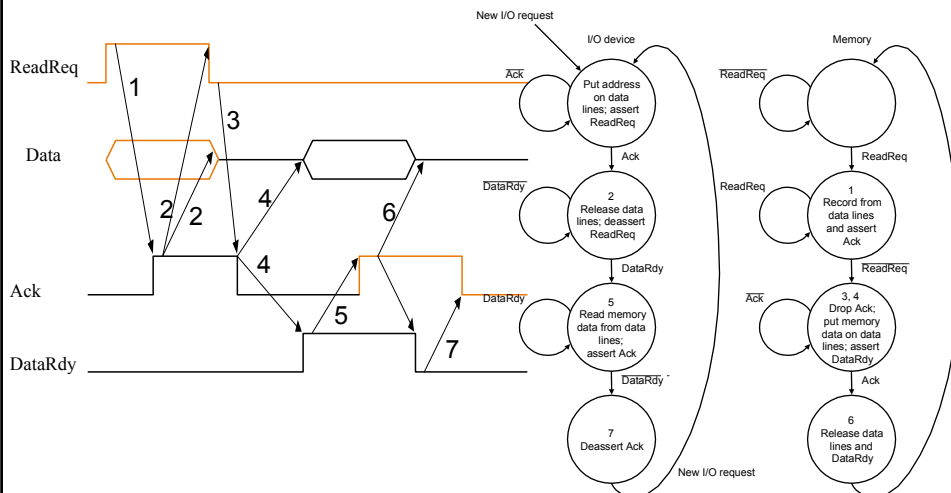 ReadReq
Data
Ack
DataRdy
1
2
2
3
4
4
5
6
7
New I/O request
I/O device
Ack
Put address
on data
lines; assert
ReadReq
Ack
DataRdy
2
Release data
lines; deassert
ReadReq
DataRdy
DataRdy
5
Read memory
data from data
lines;
assert Ack
DataRdy
7
Deassert Ack
New I/O request
Memory
ReadReq
ReadReq
ReadReq
1
Record from
data lines
and assert
Ack
ReadReq
Ack
3, 4
Drop Ack;
put memory
data on data
lines; assert
DataRdy
Ack
6
Release data
lines and
DataRdy